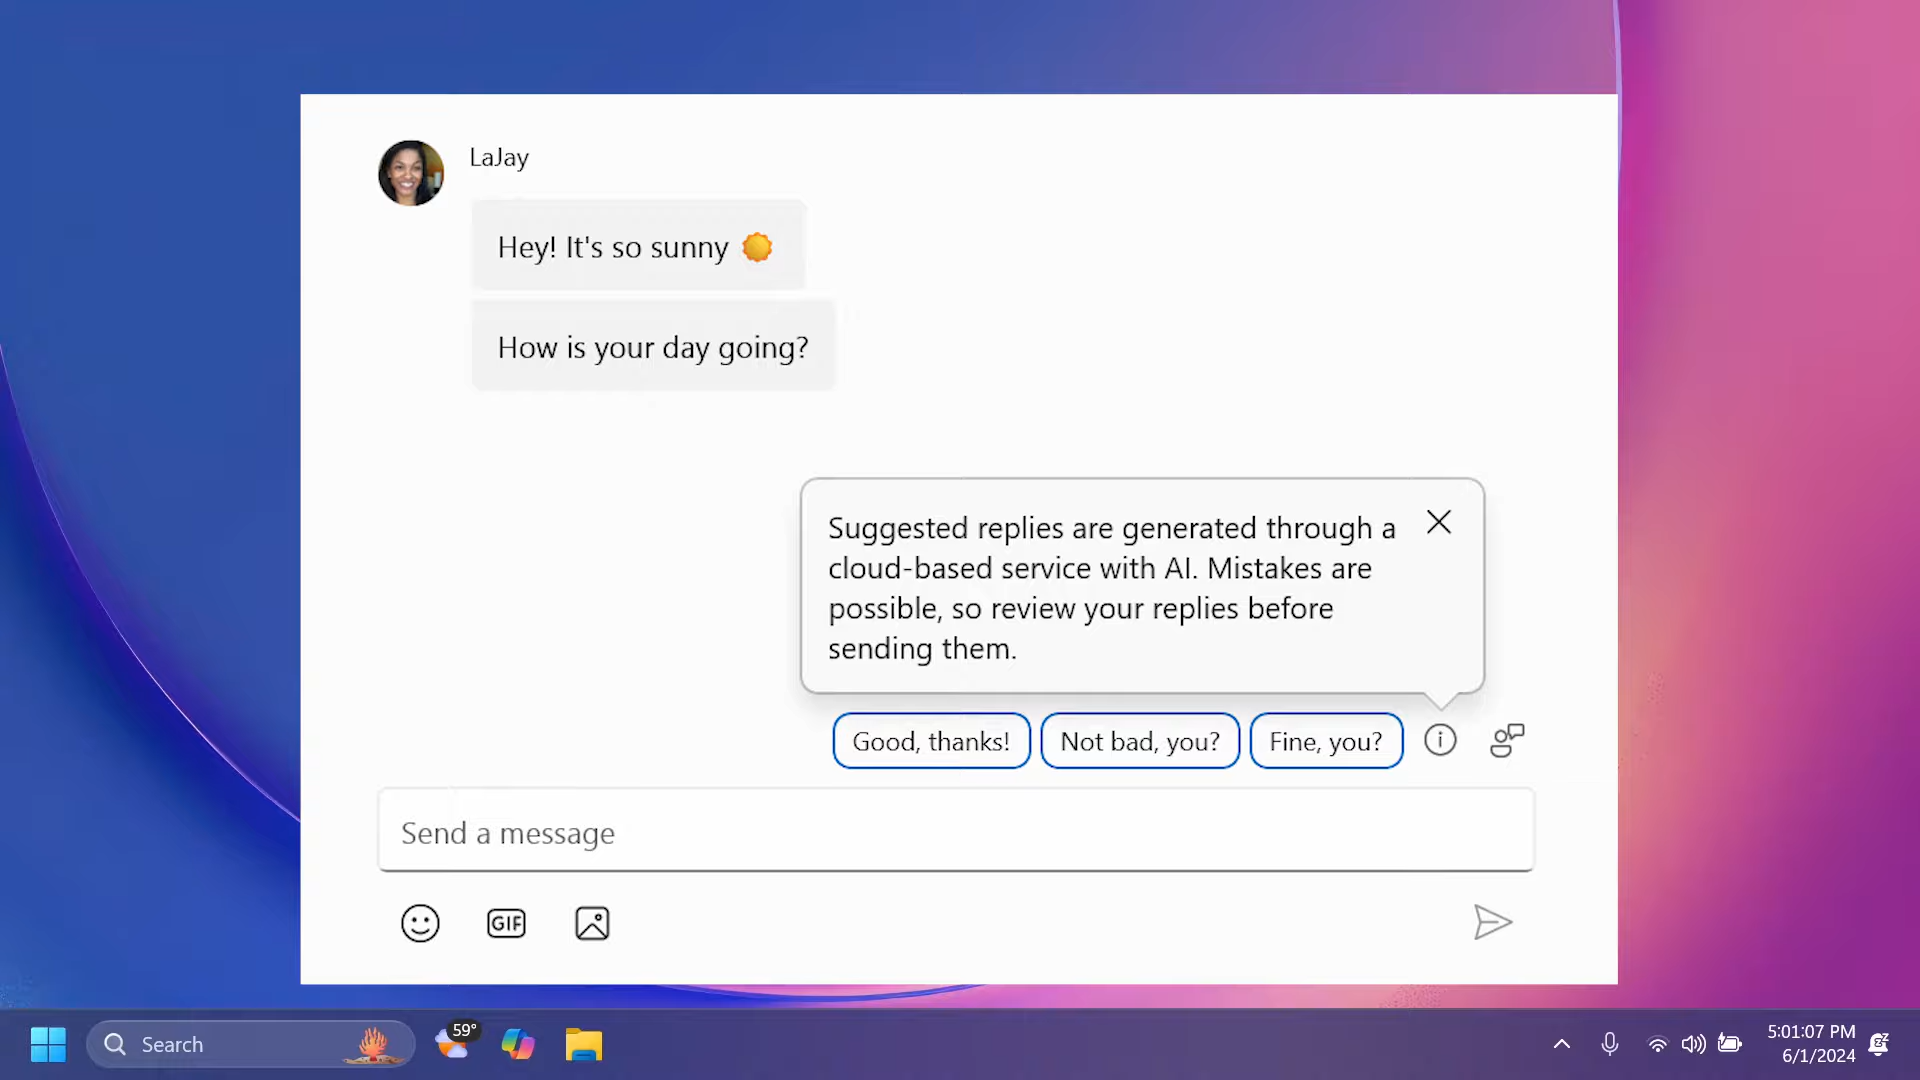 LaJay
Hey! It's so sunny
How is your day going?
Suggested replies are generated through a
cloud-based service with AI. Mistakes are
possible, so review your replies before
sending them.
Good, thanks!
Not bad, you?
Fine, you?
Send a message
GIF
Search
59°
5:01:07 PM
6/1/2024